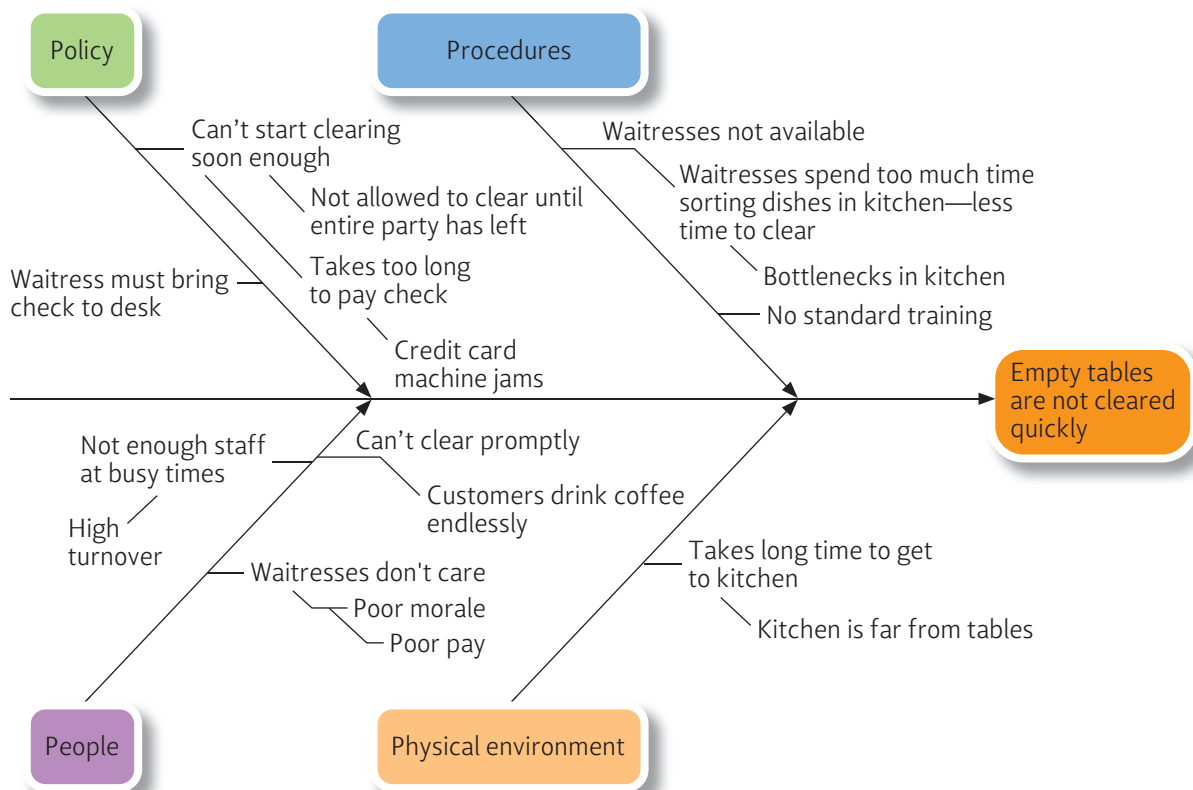 Policy
Procedures
Can’t start clearing
soon enough
Not allowed to clear until
entire party has left
Takes too long
to pay check
Credit card
machine jams
Waitress must bring
check to desk
Waitresses not available
Waitresses spend too much time
sorting dishes in kitchen—less
time to clear
Bottlenecks in kitchen
No standard training
Empty tables
are not cleared
quickly
Not enough staff
at busy times
High
turnover
Can’t clear promptly
Customers drink coffee
endlessly
Waitresses don't care
Poor morale
Poor pay
Takes long time to get
to kitchen
Kitchen is far from tables
People
Physical environment